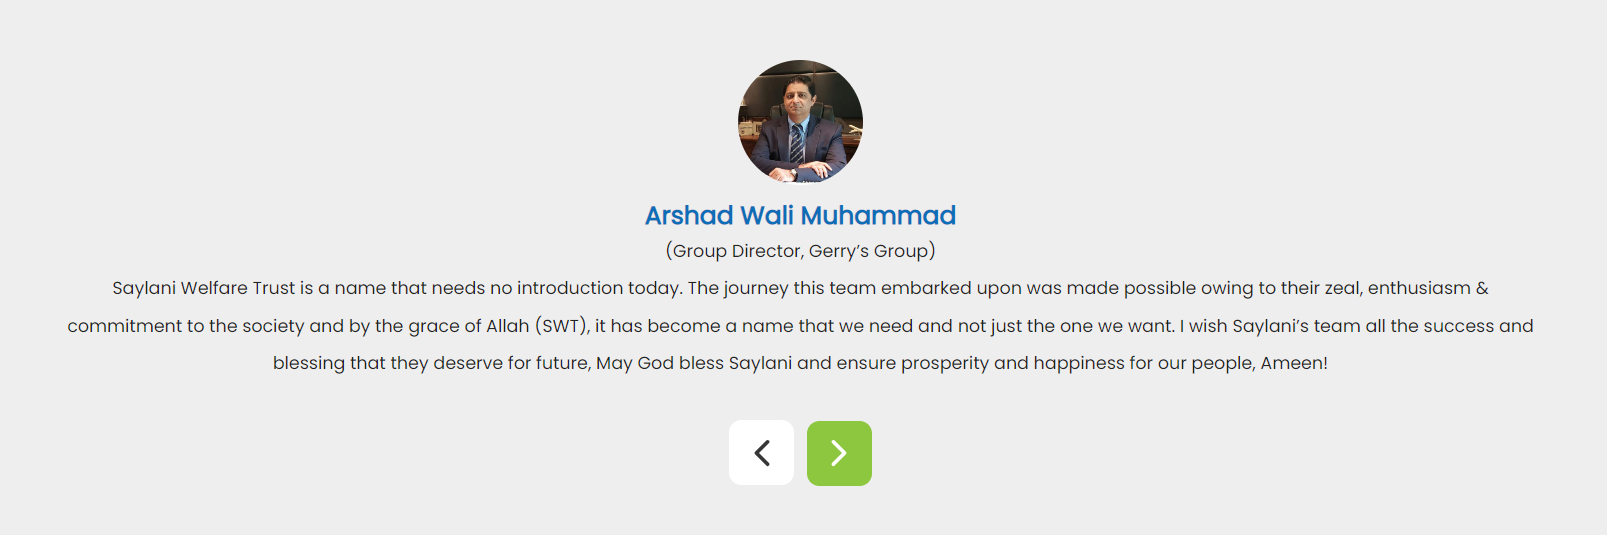 Arshad Wali Muhammad
(Group Director, Gerry’s Group)
Saylani Welfare Trust is a name that needs no introduction today. The journey this team embarked upon was made possible owing to their zeal, enthusiasm &
commitment to the society and by the grace of Allah (SWT), it has become a name that we need and not just the one we want. I wish Saylani’s team all the success and
blessing that they deserve for future, May God bless Saylani and ensure prosperity and happiness for our people, Ameen!